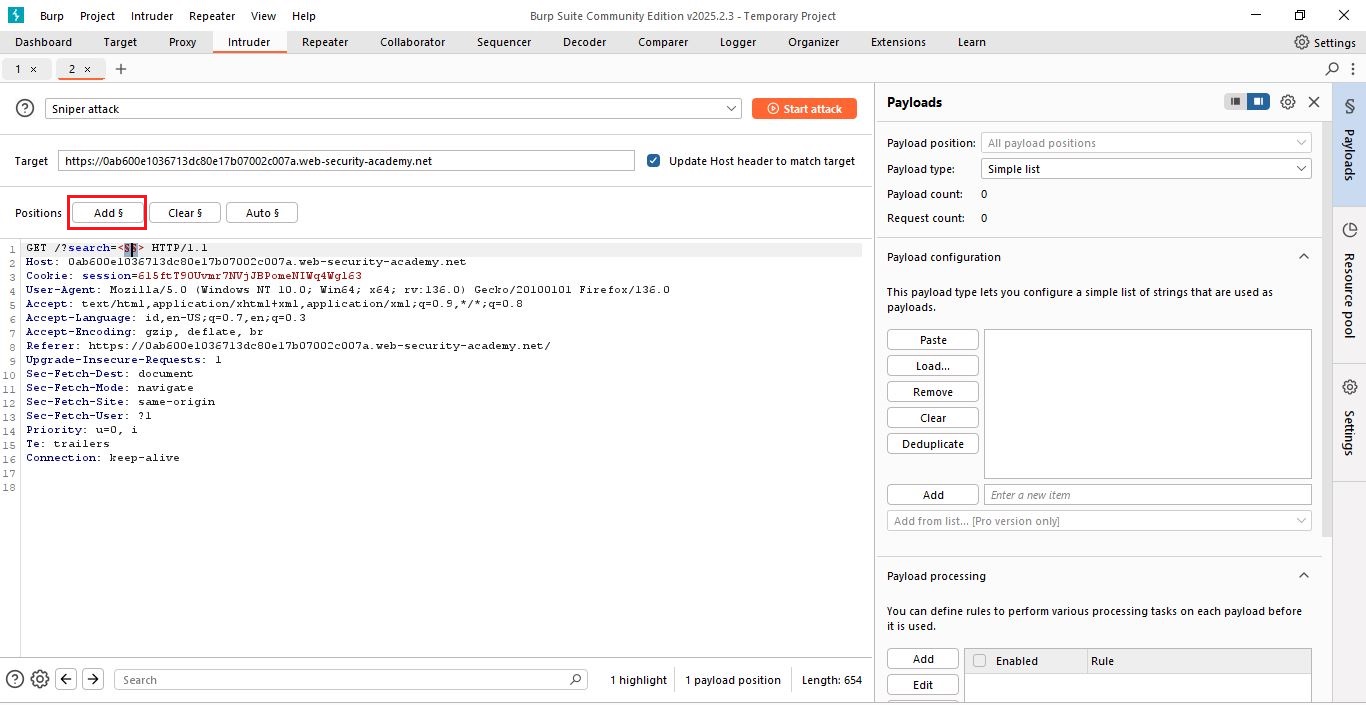 Burp Project Intruder Repeater View Help Burp Suite Community Edition v2025.2.3 - Temporary Project
Dashboard Target Proxy Intruder Repeater Collaborator Sequencer Decoder Comparer Logger Organizer Extensions Learn Settings
1 × 2 × +
Sniper attack Start attack
Target https://0ab600e1036713dc80e17b07002c007a.web-security-academy.net Update Host header to match target
Positions Add § Clear § Auto §
1 GET /?search=<§§> HTTP/1.1
2 Host: 0ab600e1036713dc80e17b07002c007a.web-security-academy.net
3 Cookie: session=615ftT90Uvmr7NVjJBPomeNIWq4Wgl63
4 User-Agent: Mozilla/5.0 (Windows NT 10.0; Win64; x64; rv:136.0) Gecko/20100101 Firefox/136.0
5 Accept: text/html,application/xhtml+xml,application/xml;q=0.9,*/*;q=0.8
6 Accept-Language: id,en-US;q=0.7,en;q=0.3
7 Accept-Encoding: gzip, deflate, br
8 Referer: https://0ab600e1036713dc80e17b07002c007a.web-security-academy.net/
9 Upgrade-Insecure-Requests: 1
10 Sec-Fetch-Dest: document
11 Sec-Fetch-Mode: navigate
12 Sec-Fetch-Site: same-origin
13 Sec-Fetch-User: ?1
14 Priority: u=0, i
15 Te: trailers
16 Connection: keep-alive
17
18
Search 1 highlight 1 payload position Length: 654
Payloads
Payload position: All payload positions
Payload type: Simple list
Payload count: 0
Request count: 0
Payload configuration
This payload type lets you configure a simple list of strings that are used as
payloads.
Paste
Load...
Remove
Clear
Deduplicate
Add Enter a new item
Add from list... [Pro version only]
Payload processing
You can define rules to perform various processing tasks on each payload before
it is used.
Add Enabled Rule
Edit
§ Payloads
Resource pool
Settings